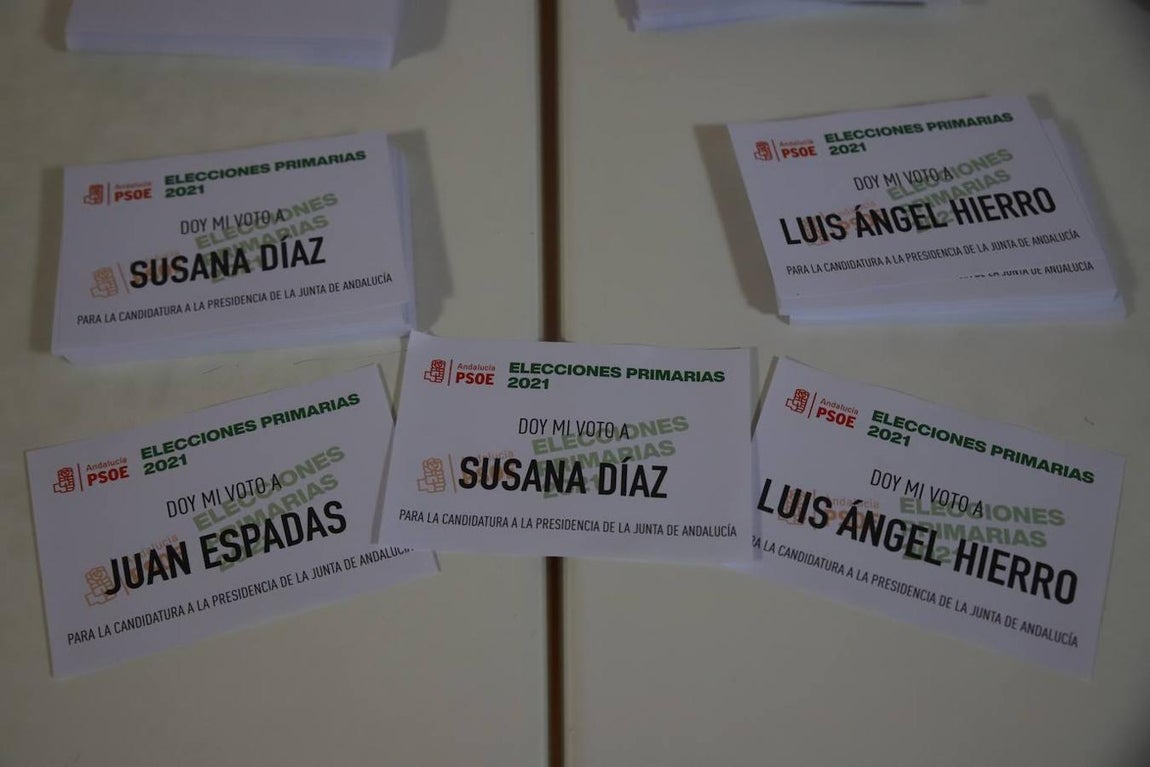 Andalucía
PSOE
ELECCIONES PRIMARIAS
2021
DOY MI VOTO A
SUSANA DÍAZ
PARA LA CANDIDATURA A LA PRESIDENCIA DE LA JUNTA DE ANDALUCÍA
Andalucía
PSOE
ELECCIONES PRIMARIAS
2021
DOY MI VOTO A
LUIS ÁNGEL HIERRO
PARA LA CANDIDATURA A LA PRESIDENCIA DE LA JUNTA DE ANDALUCÍA
DE LA JUNTA DE ANDALUCÍA
Andalucía
PSOE
ELECCIONES PRIMARIAS
2021
DOY MI VOTO A
JUAN ESPADAS
PARA LA CANDIDATURA A LA PRESIDENCIA DE LA JUNTA DE ANDALUCÍA
Andalucía
PSOE
ELECCIONES PRIMARIAS
2021
DOY MI VOTO A
SUSANA DÍAZ
PARA LA CANDIDATURA A LA PRESIDENCIA DE LA JUNTA DE ANDALUCÍA
Andalucía
PSOE
ELECCIONES PRIMARIAS
2021
DOY MI VOTO A
LUIS ÁNGEL HIERRO
LA CANDIDATURA A LA PRESIDENCIA DE LA JUNTA DE ANDALUCÍA